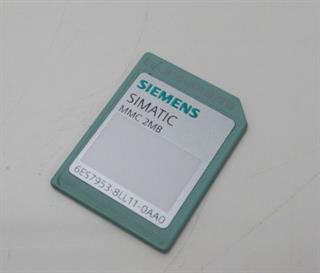 SIEMENS
SIMATIC
MMC 2MB
6ES7953-8LL11-0AA0